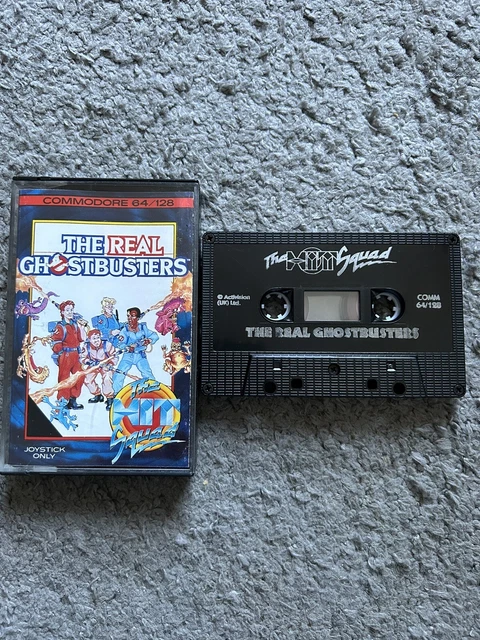 COMMODORE 64/128
THE REAL
GHOSTBUSTERS
The
HIT
Squad
JOYSTICK
ONLY
The HIT Squad
© Activision
(UK) Ltd.
COMM
64/128
THE REAL GHOSTBUSTERS